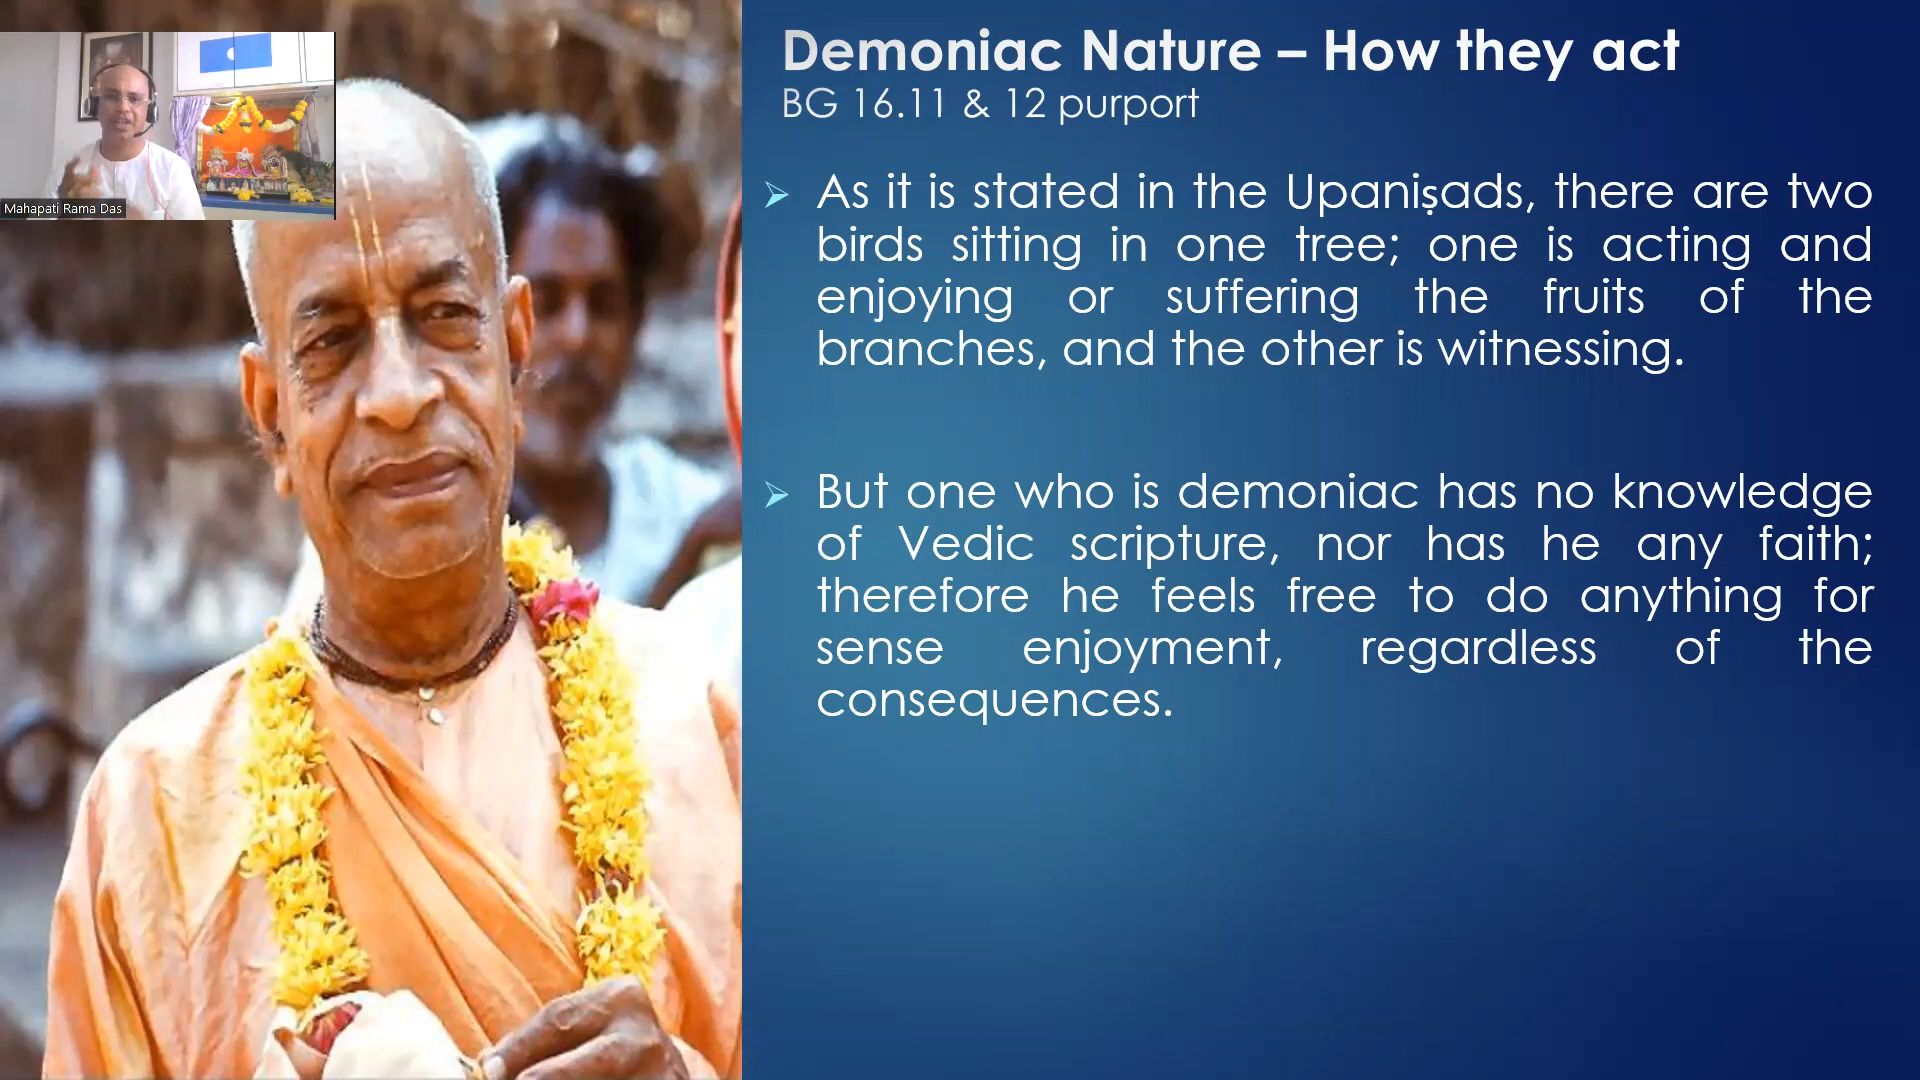 Demoniac Nature – How they act
BG 16.11 & 12 purport
Mahapati Rama Das
As it is stated in the Upaniṣads, there are two
birds sitting in one tree; one is acting and
enjoying or suffering the fruits of the
branches, and the other is witnessing.
But one who is demoniac has no knowledge
of Vedic scripture, nor has he any faith;
therefore he feels free to do anything for
sense enjoyment, regardless of the
consequences.